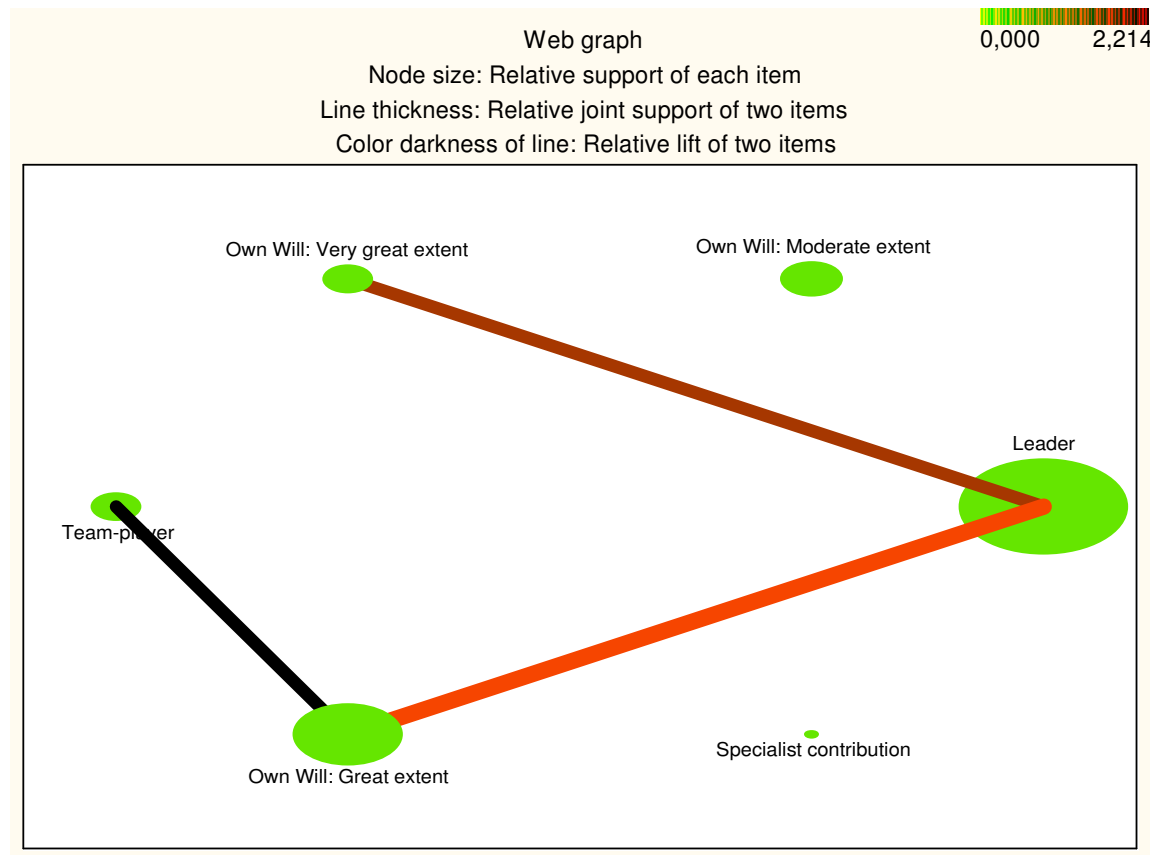 Web graph
0,000 2,214
Node size: Relative support of each item
Line thickness: Relative joint support of two items
Color darkness of line: Relative lift of two items
Own Will: Very great extent
Own Will: Moderate extent
Leader
Team-player
Specialist contribution
Own Will: Great extent